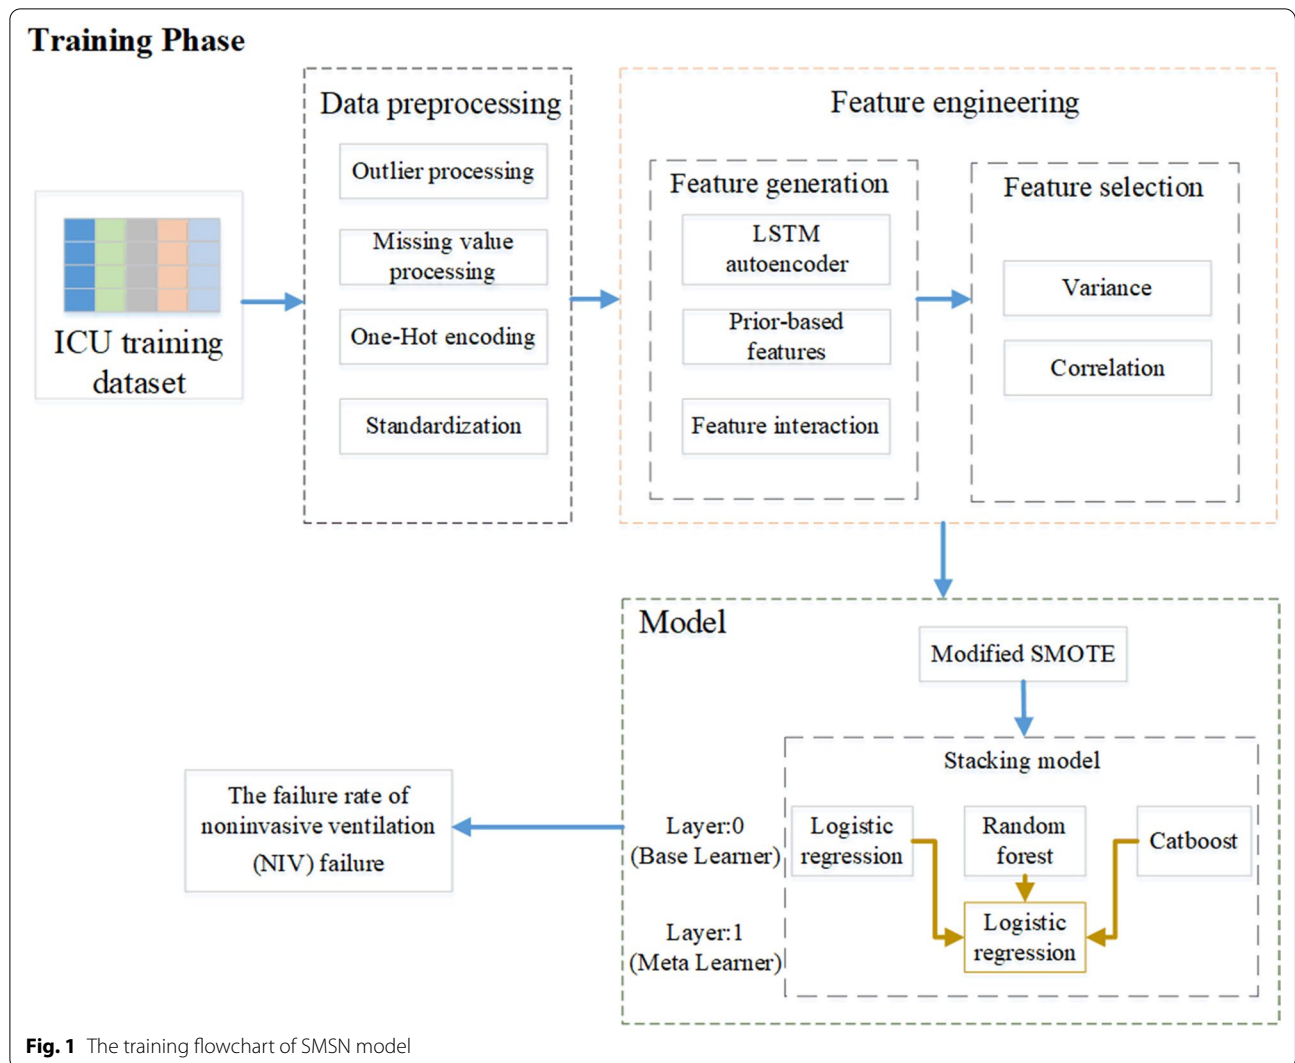 Training Phase
Data preprocessing
Outlier processing
Missing value
processing
One-Hot encoding
Standardization
ICU training
dataset
Feature engineering
Feature generation
LSTM
autoencoder
Prior-based
features
Feature interaction
Feature selection
Variance
Correlation
Model
Modified SMOTE
Stacking model
Layer:0
(Base Learner)
Logistic
regression
Random
forest
Catboost
Layer:1
(Meta Learner)
Logistic
regression
The failure rate of
noninvasive ventilation
(NIV) failure
Fig. 1 The training flowchart of SMSN model